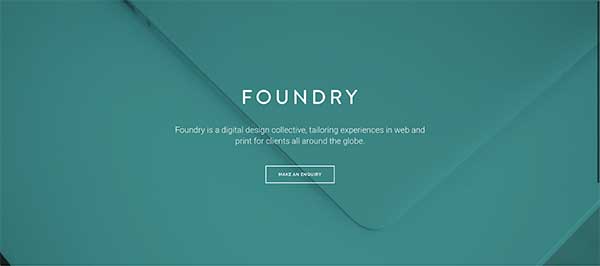 FOUNDRY
Foundry is a digital design collective, tailoring experiences in web and
print for clients all around the globe.
MAKE AN ENQUIRY